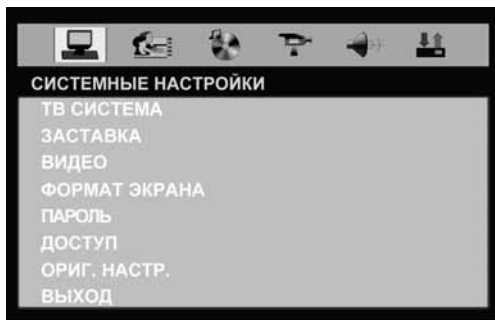 СИСТЕМНЫЕ НАСТРОЙКИ
ТВ СИСТЕМА
ЗАСТАВКА
ВИДЕО
ФОРМАТ ЭКРАНА
ПАРОЛЬ
ДОСТУП
ОРИГ. НАСТР.
ВЫХОД